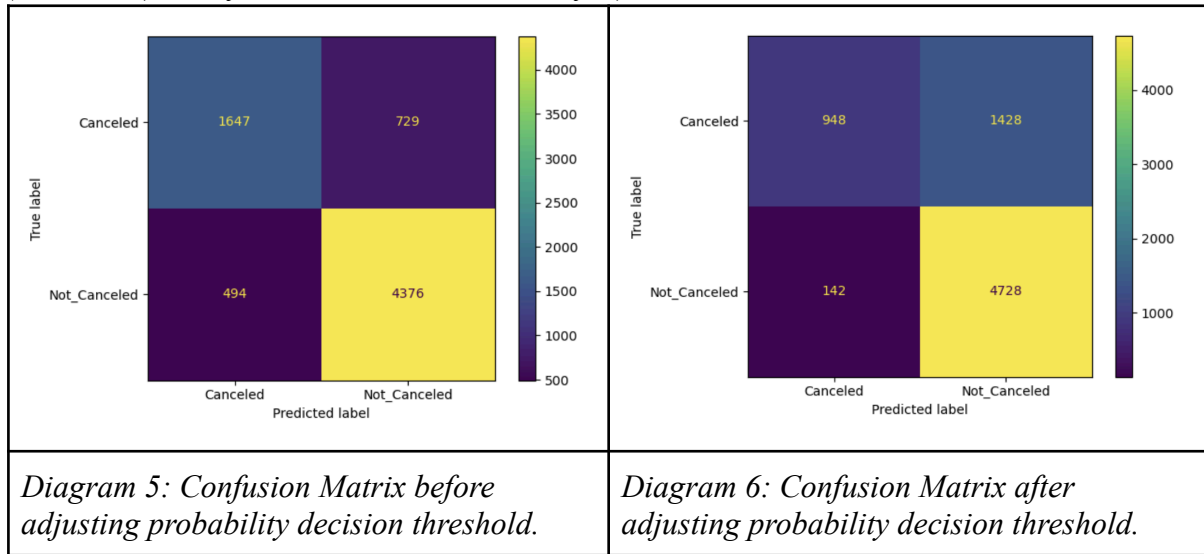 4000
Canceled
1647
729
3500
3000
2500
True label
2000
1500
Not_Canceled
494
4376
1000
500
Canceled
Not_Canceled
Predicted label
4000
Canceled
948
1428
3000
True label
2000
Not_Canceled
142
4728
1000
Canceled
Not_Canceled
Predicted label
Diagram 5: Confusion Matrix before
adjusting probability decision threshold.
Diagram 6: Confusion Matrix after
adjusting probability decision threshold.